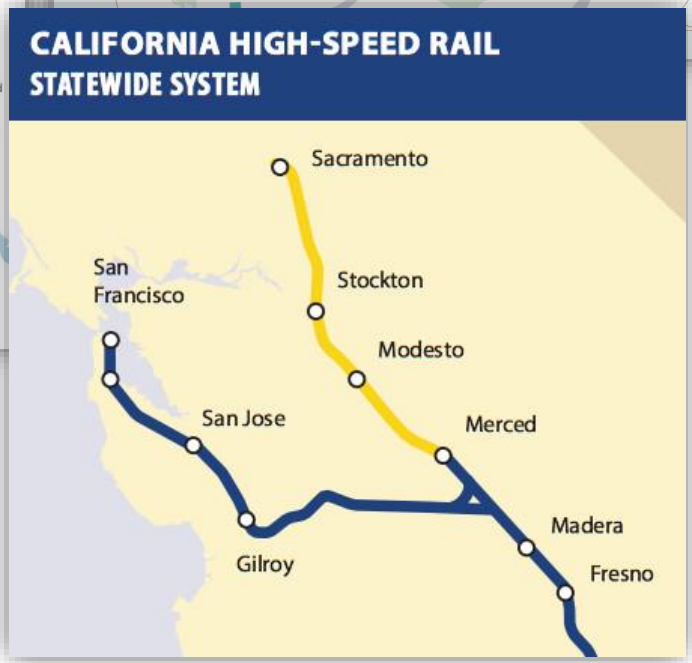 CALIFORNIA HIGH-SPEED RAIL
STATEWIDE SYSTEM
Sacramento
San
Francisco
Stockton
Modesto
San Jose
Merced
Gilroy
Madera
Fresno